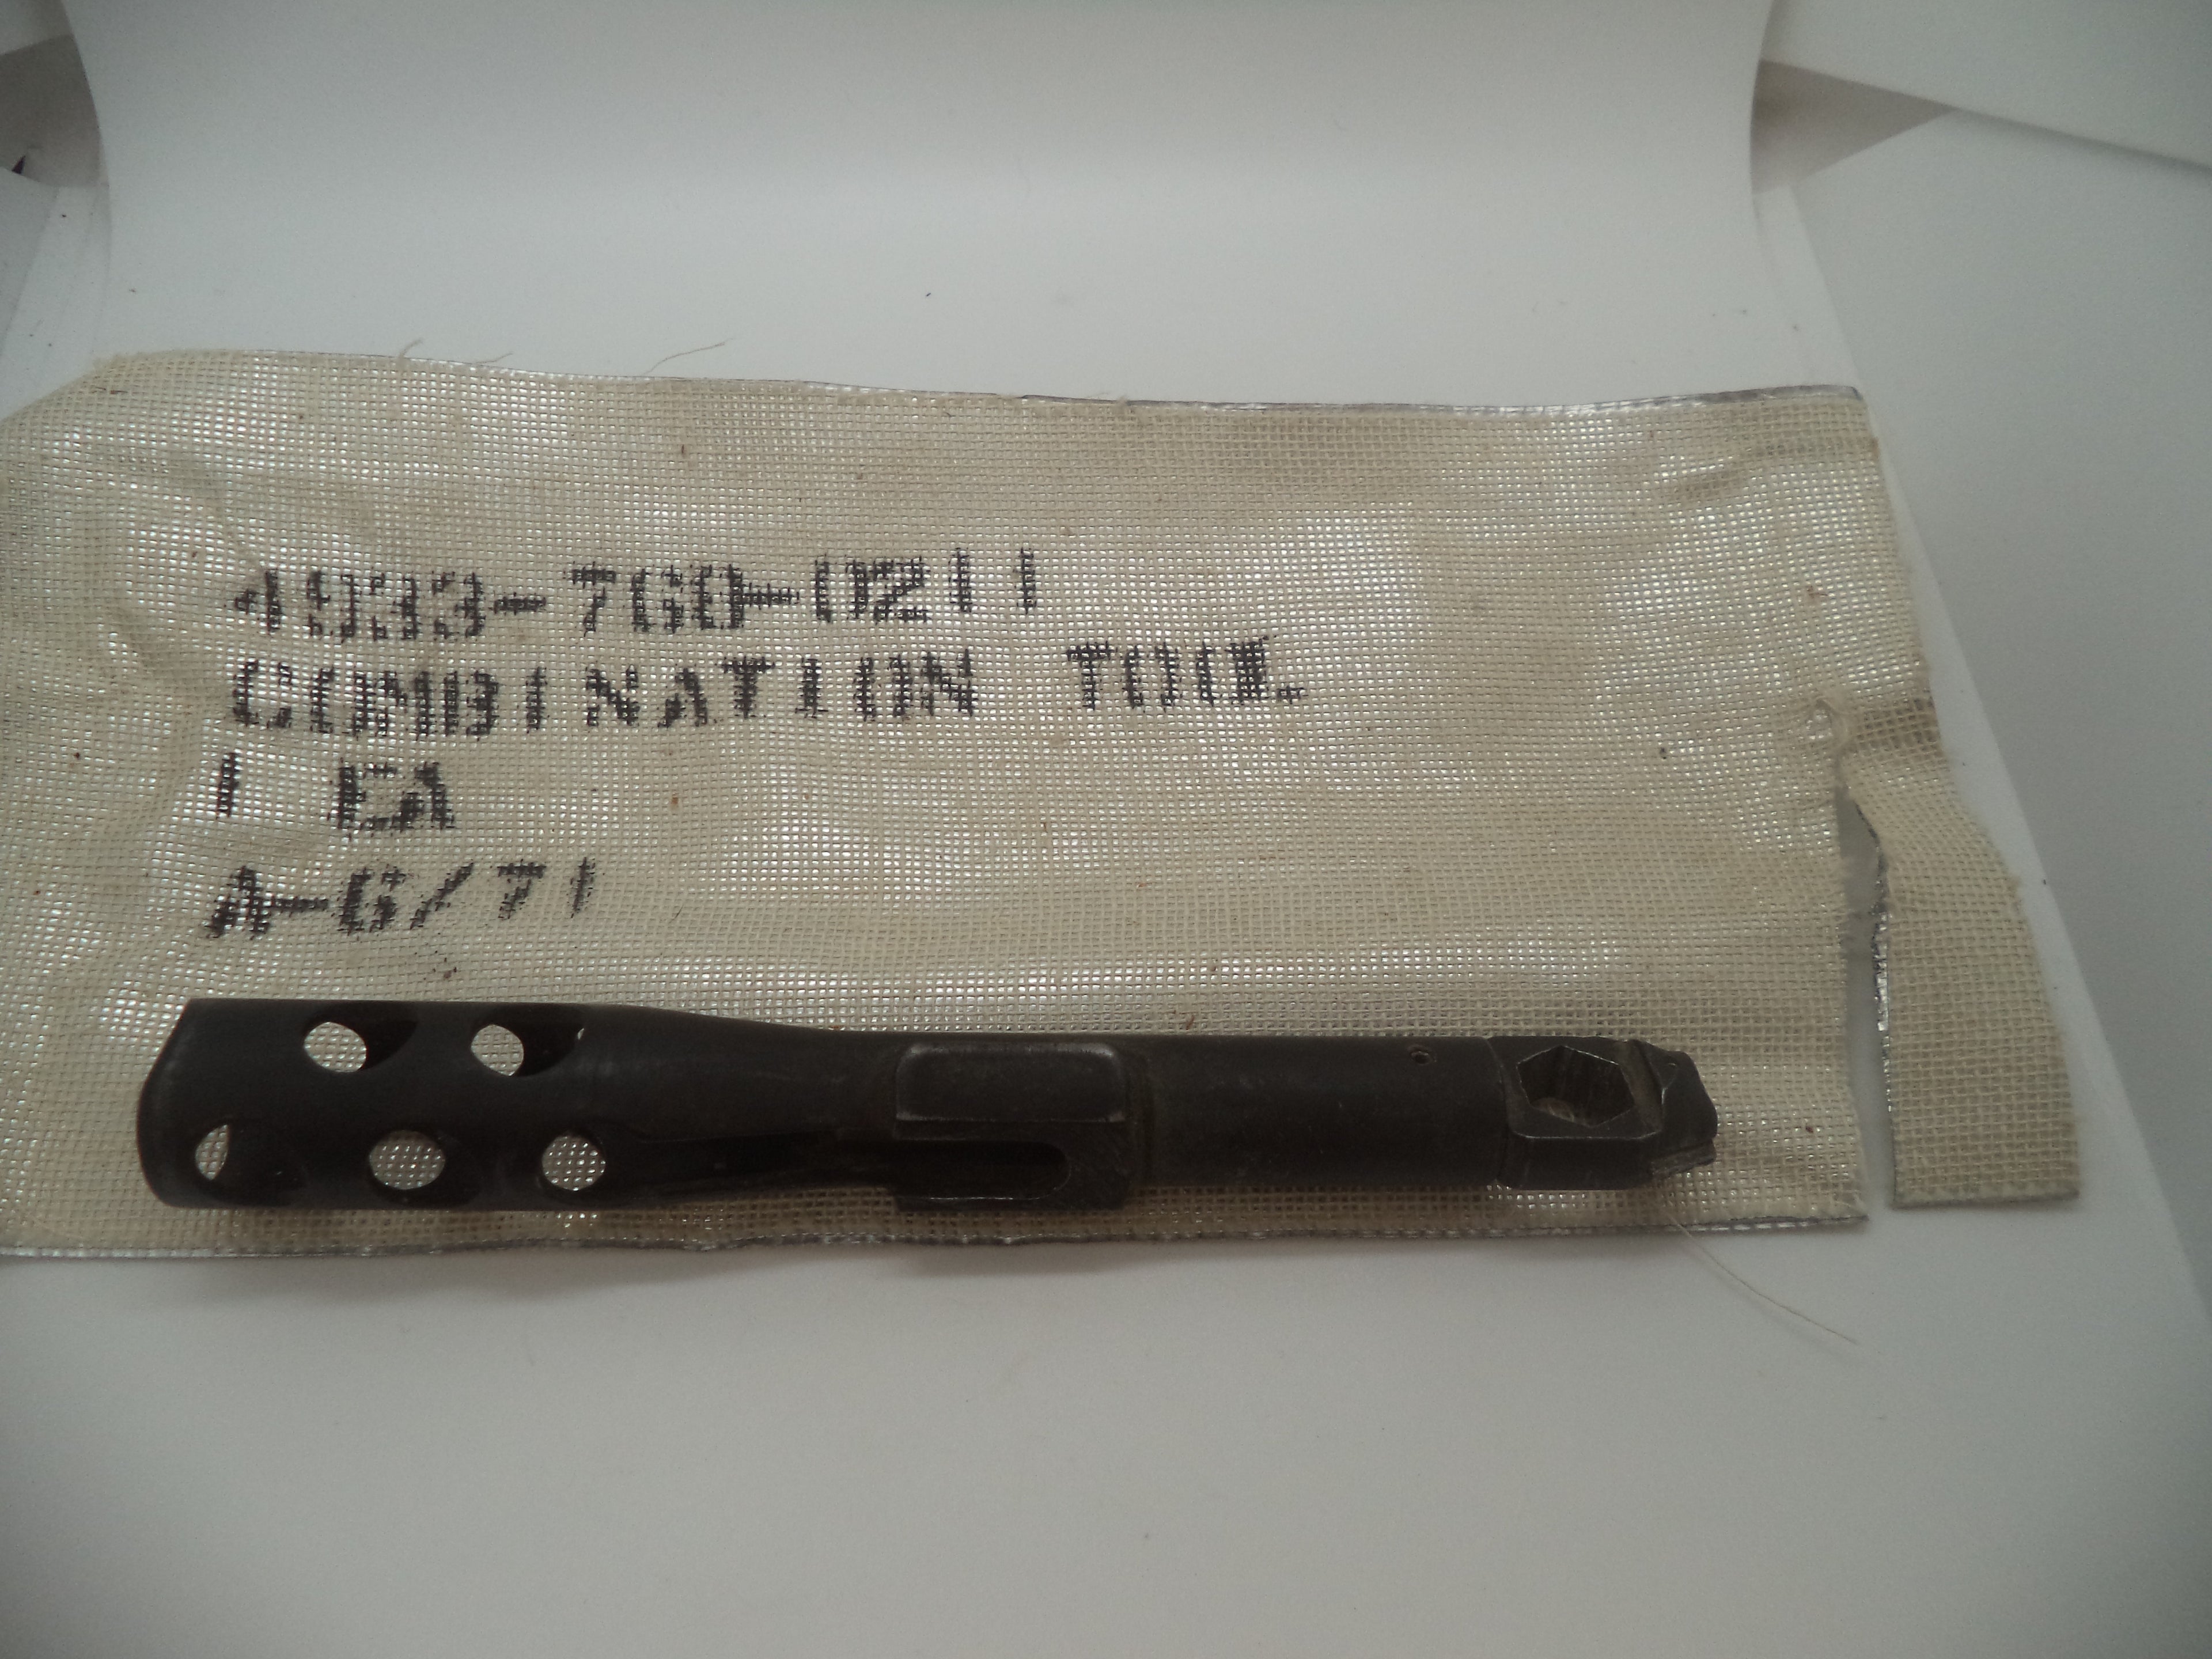 4933-760-0211
COMBINATION TOOL
1 EA
A-6/71